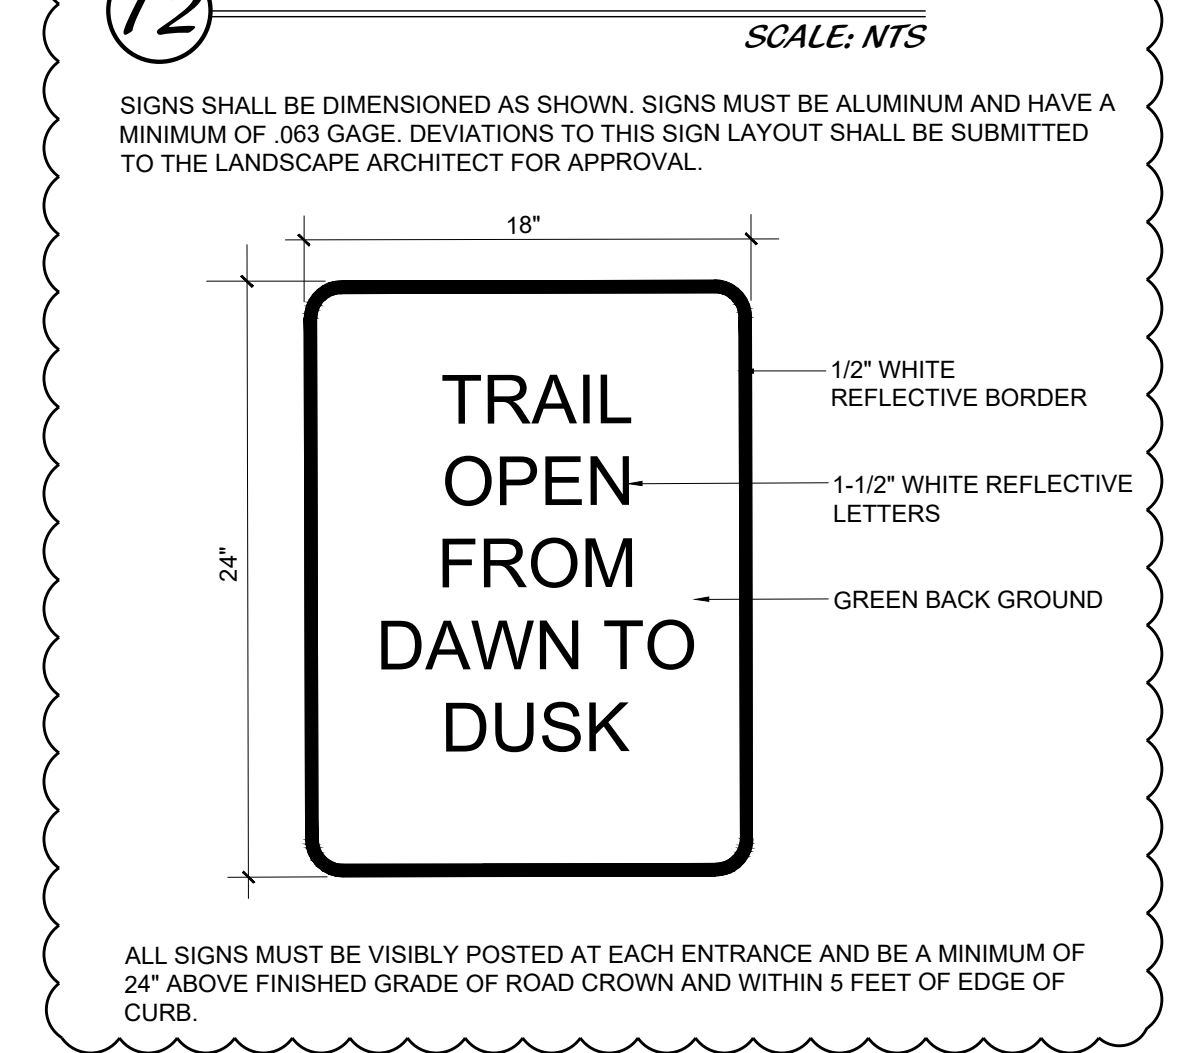 12
SCALE: NTS
SIGNS SHALL BE DIMENSIONED AS SHOWN. SIGNS MUST BE ALUMINUM AND HAVE A
MINIMUM OF .063 GAGE. DEVIATIONS TO THIS SIGN LAYOUT SHALL BE SUBMITTED
TO THE LANDSCAPE ARCHITECT FOR APPROVAL.
18"
24"
TRAIL
OPEN
FROM
DAWN TO
DUSK
1/2" WHITE
REFLECTIVE BORDER
1-1/2" WHITE REFLECTIVE
LETTERS
GREEN BACK GROUND
ALL SIGNS MUST BE VISIBLY POSTED AT EACH ENTRANCE AND BE A MINIMUM OF
24" ABOVE FINISHED GRADE OF ROAD CROWN AND WITHIN 5 FEET OF EDGE OF
CURB.